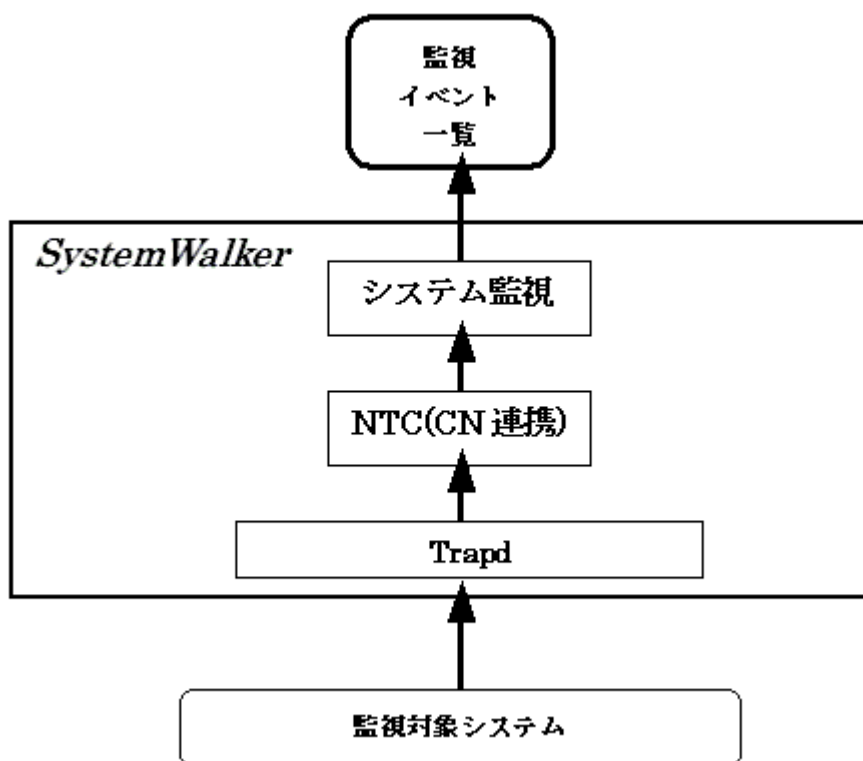 監視
イベント
一覧
SystemWalker
システム監視
NTC(CN 連携)
Trapd
監視対象システム